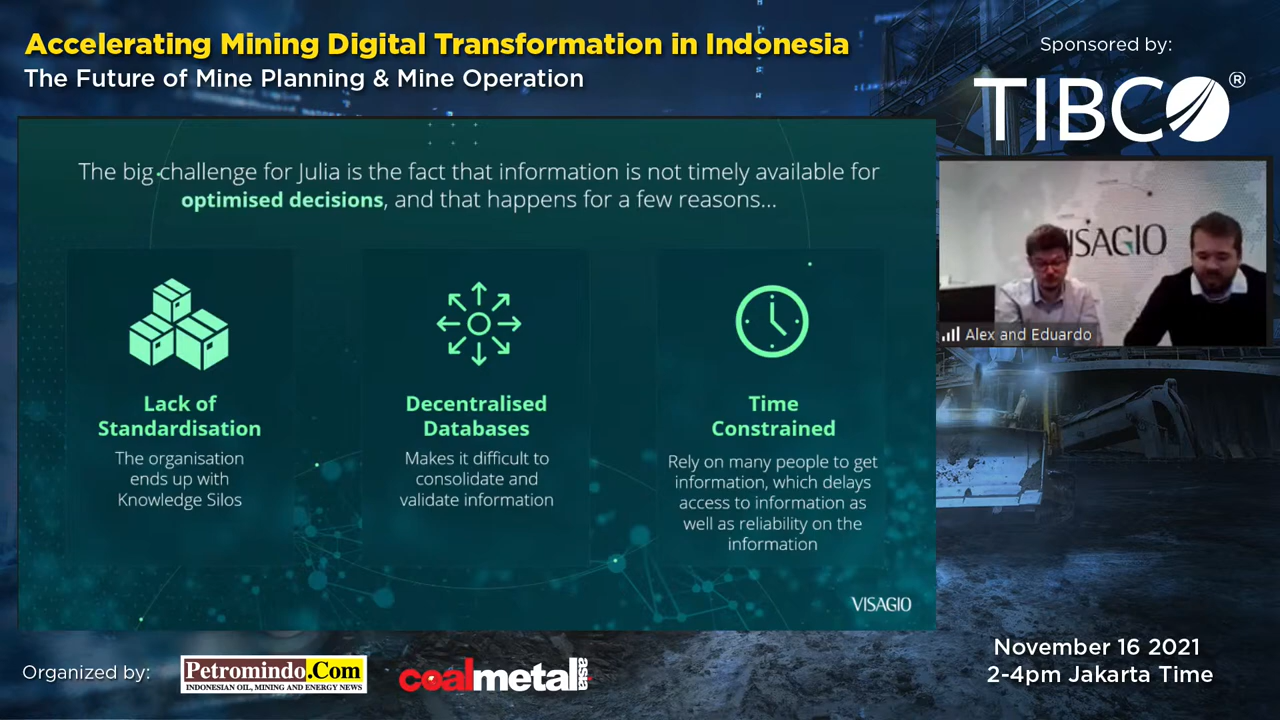 Accelerating Mining Digital Transformation in Indonesia
The Future of Mine Planning & Mine Operation
Sponsored by:
TIBCO®
The big challenge for Julia is the fact that information is not timely available for
optimised decisions, and that happens for a few reasons...
Lack of
Standardisation
The organisation
ends up with
Knowledge Silos
Decentralised
Databases
Makes it difficult to
consolidate and
validate information
Time
Constrained
Rely on many people to get
information, which delays
access to information as
well as reliability on the
information
VISAGIO
VISAGIO
Alex and Eduardo
Organized by:
Petromindo.Com
INDONESIAN OIL, MINING AND ENERGY NEWS
coalmetal asia
November 16 2021
2-4pm Jakarta Time